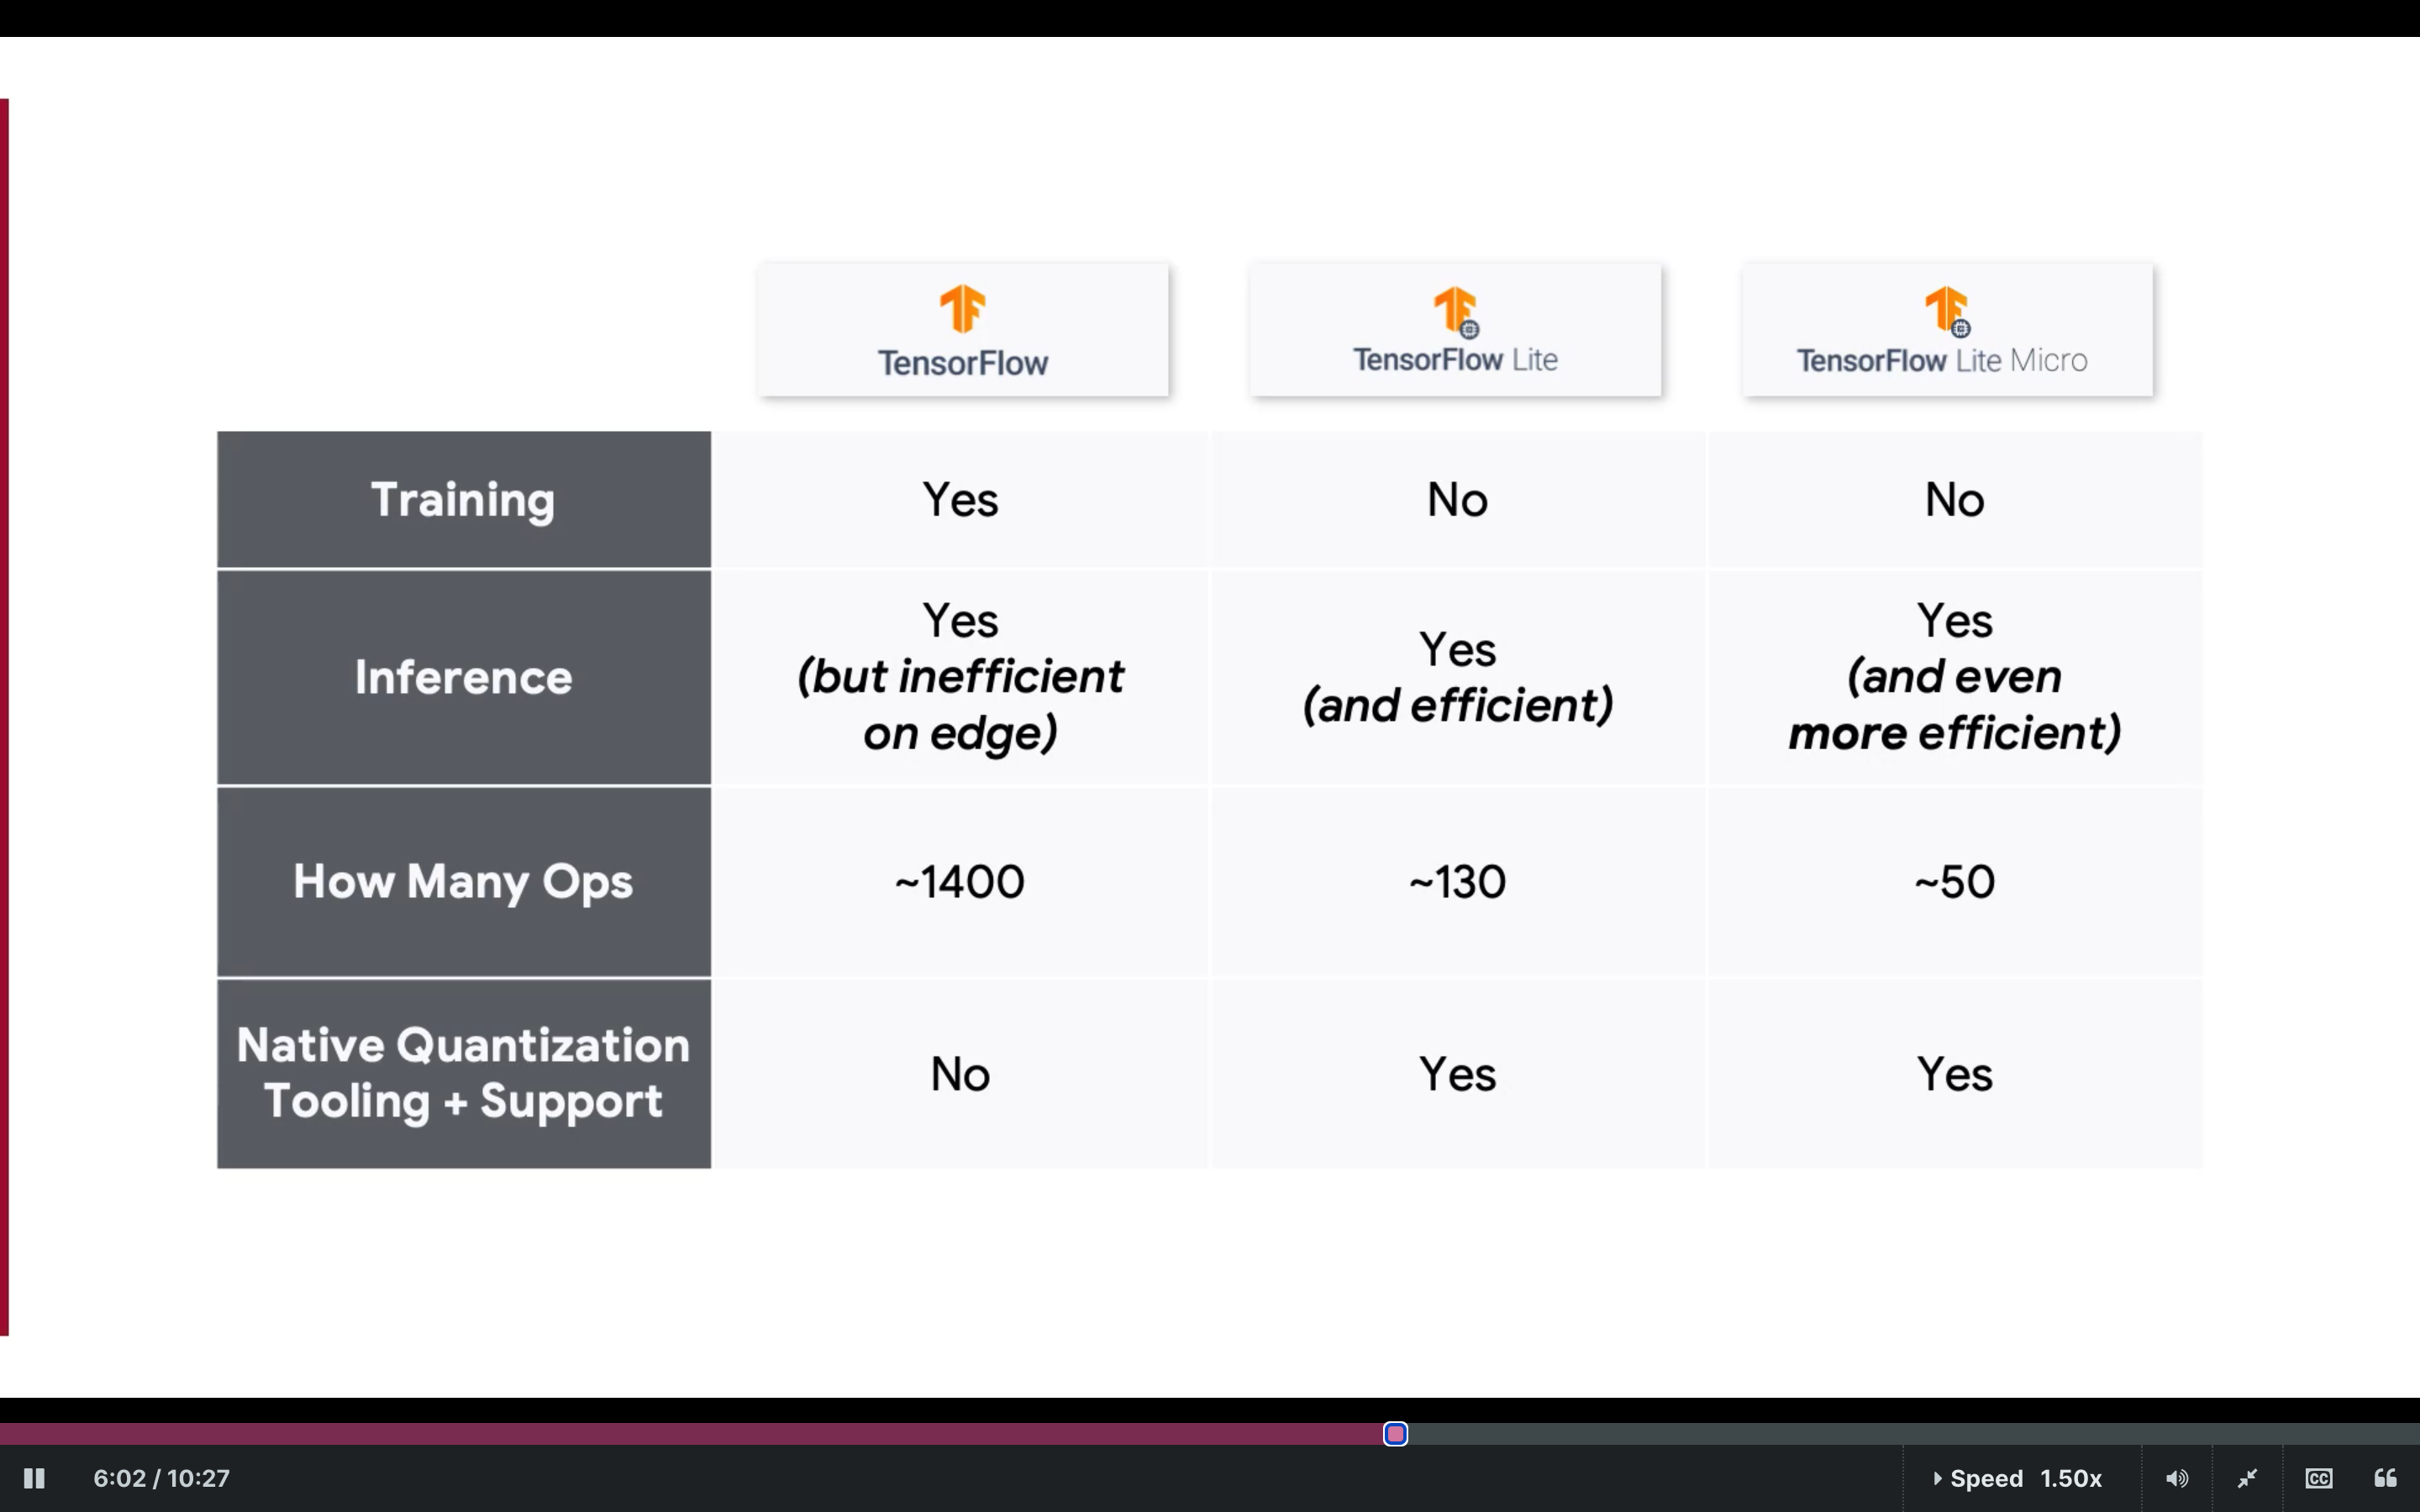 TensorFlow
TensorFlow Lite
TensorFlow Lite Micro
Training
Yes
No
No
Inference
Yes
(but inefficient
on edge)
Yes
(and efficient)
Yes
(and even
more efficient)
How Many Ops
~1400
~130
~50
Native Quantization
Tooling + Support
No
Yes
Yes
6:02 / 10:27
Speed 1.50x
CC